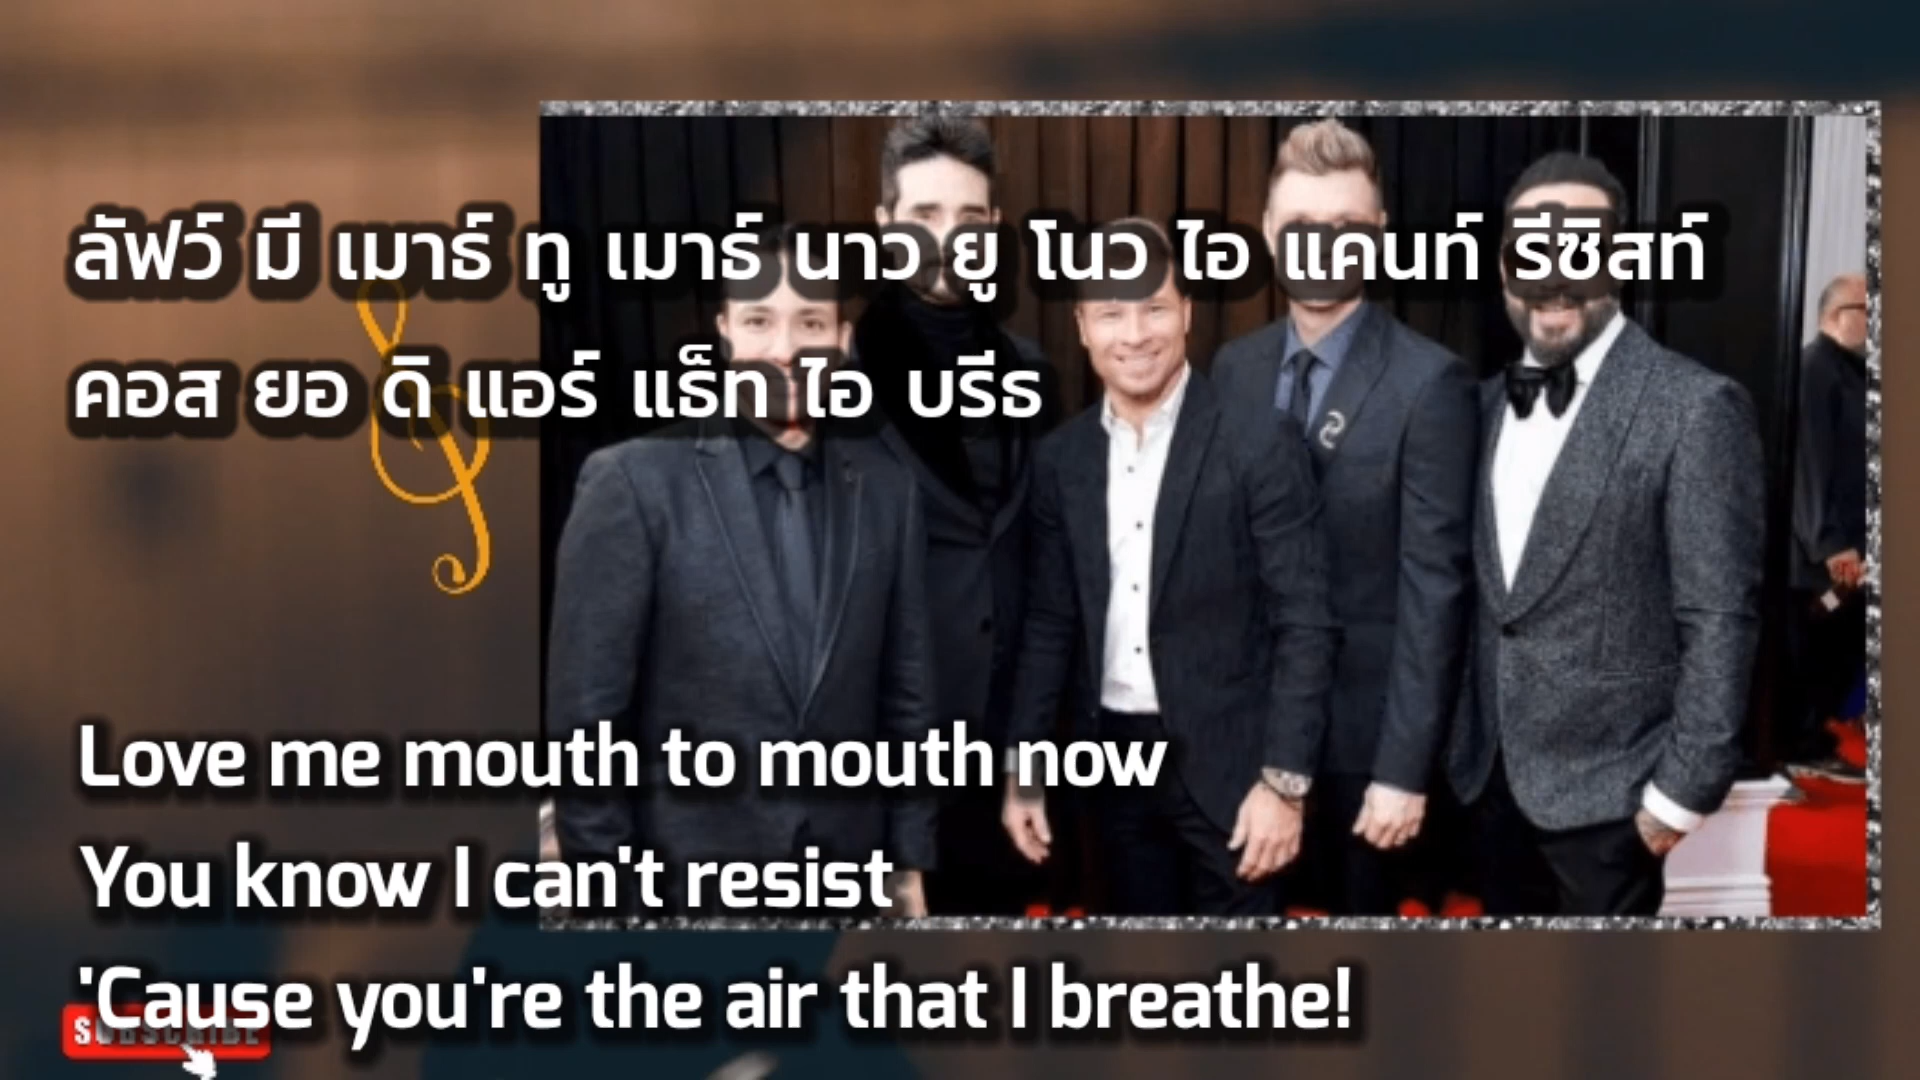 ลัฟว์ มี เมาธ์ ทู เมาธ์ นาว ยู โนว ไอ แคนท์ รีซิสท์
คอส ยอ ดิ แอร์ แธ็ท ไอ บรีธ
Love me mouth to mouth now
You know I can't resist
'Cause you're the air that I breathe!
SUBSCRIBE